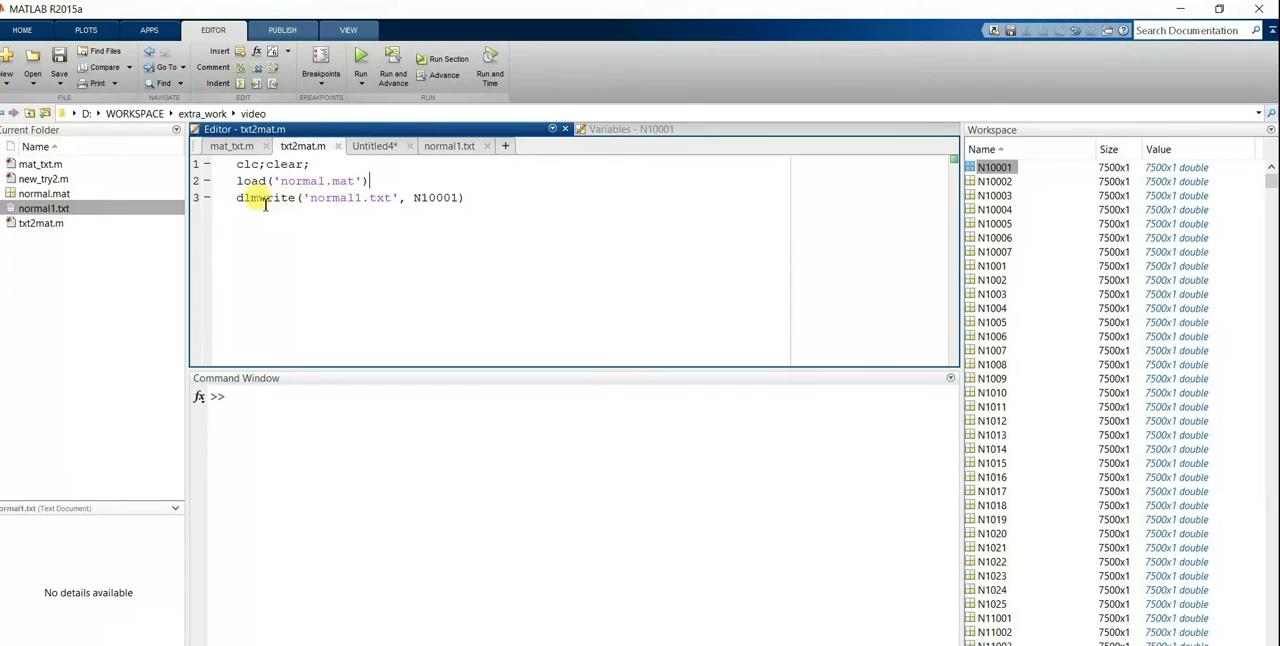 MATLAB R2015a
HOME PLOTS APPS EDITOR PUBLISH VIEW
Search Documentation
Find Files Insert fx
Compare Go To Comment Run Section
Open Save Print Find Indent Breakpoints Run Run and Advance Advance Run and Time
FILE NAVIGATE EDIT BREAKPOINTS RUN
D: WORKSPACE extra_work video
Current Folder
Name
mat_txt.m
new_try2.m
normal.mat
normal1.txt
txt2mat.m
ormal1.txt (Text Document)
No details available
Editor - txt2mat.m
Variables - N10001
mat_txt.m × txt2mat.m × Untitled4* × normal1.txt × +
1 - clc;clear;
2 - load('normal.mat')
3 - dlmwrite('normal1.txt', N10001)
Command Window
fx >>
Workspace
Name Size Value
N10001 7500x1 7500x1 double
N10002 7500x1 7500x1 double
N10003 7500x1 7500x1 double
N10004 7500x1 7500x1 double
N10005 7500x1 7500x1 double
N10006 7500x1 7500x1 double
N10007 7500x1 7500x1 double
N1001 7500x1 7500x1 double
N1002 7500x1 7500x1 double
N1003 7500x1 7500x1 double
N1004 7500x1 7500x1 double
N1005 7500x1 7500x1 double
N1006 7500x1 7500x1 double
N1007 7500x1 7500x1 double
N1008 7500x1 7500x1 double
N1009 7500x1 7500x1 double
N1010 7500x1 7500x1 double
N1011 7500x1 7500x1 double
N1012 7500x1 7500x1 double
N1013 7500x1 7500x1 double
N1014 7500x1 7500x1 double
N1015 7500x1 7500x1 double
N1016 7500x1 7500x1 double
N1017 7500x1 7500x1 double
N1018 7500x1 7500x1 double
N1019 7500x1 7500x1 double
N1020 7500x1 7500x1 double
N1021 7500x1 7500x1 double
N1022 7500x1 7500x1 double
N1023 7500x1 7500x1 double
N1024 7500x1 7500x1 double
N1025 7500x1 7500x1 double
N11001 7500x1 7500x1 double
N11002 7500x1 7500x1 double